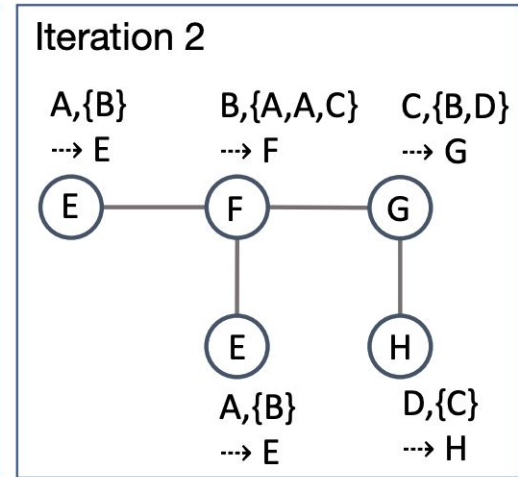 Iteration 2
A,{B}
⇢ E
B,{A,A,C}
⇢ F
C,{B,D}
⇢ G
E
F
G
E
H
A,{B}
⇢ E
D,{C}
⇢ H